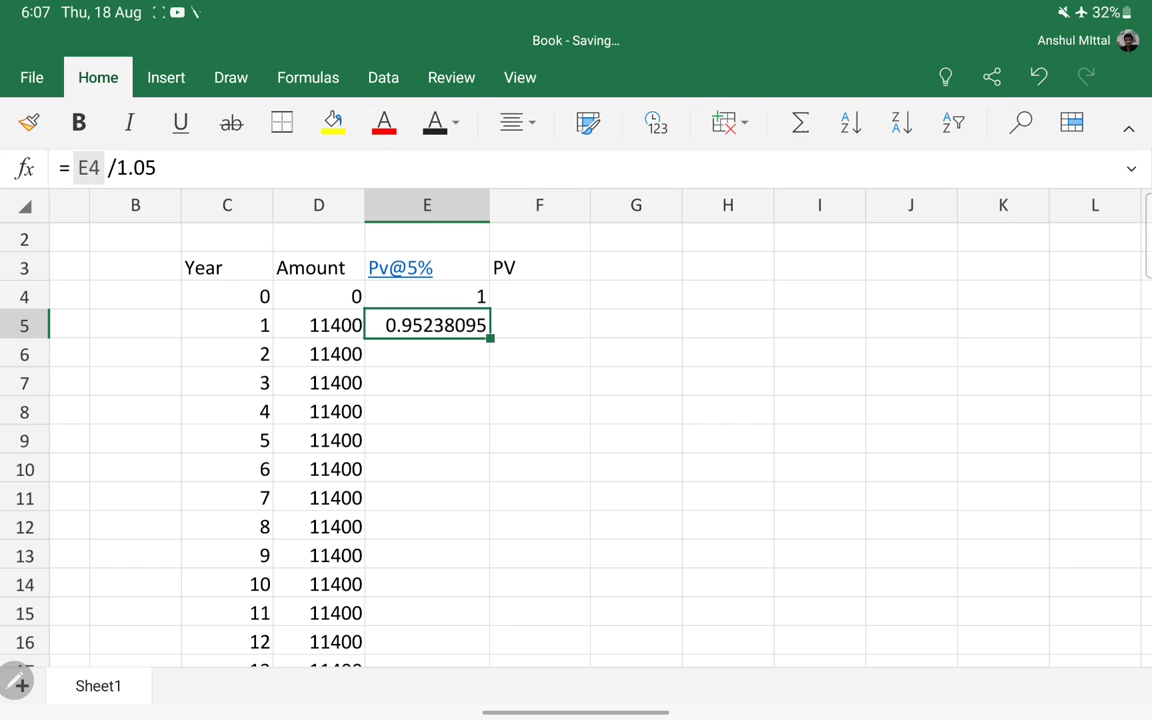 6:07 Thu, 18 Aug 32%
Book - Saving...
Anshul MIttal
File Home Insert Draw Formulas Data Review View
B I U ab A A 123 Σ A Z Z A A Z
fx = E4 /1.05
B C D E F G H I J K L
2
3 Year Amount Pv@5% PV
4 0 0 1
5 1 11400 0.95238095
6 2 11400
7 3 11400
8 4 11400
9 5 11400
10 6 11400
11 7 11400
12 8 11400
13 9 11400
14 10 11400
15 11 11400
16 12 11400
Sheet1